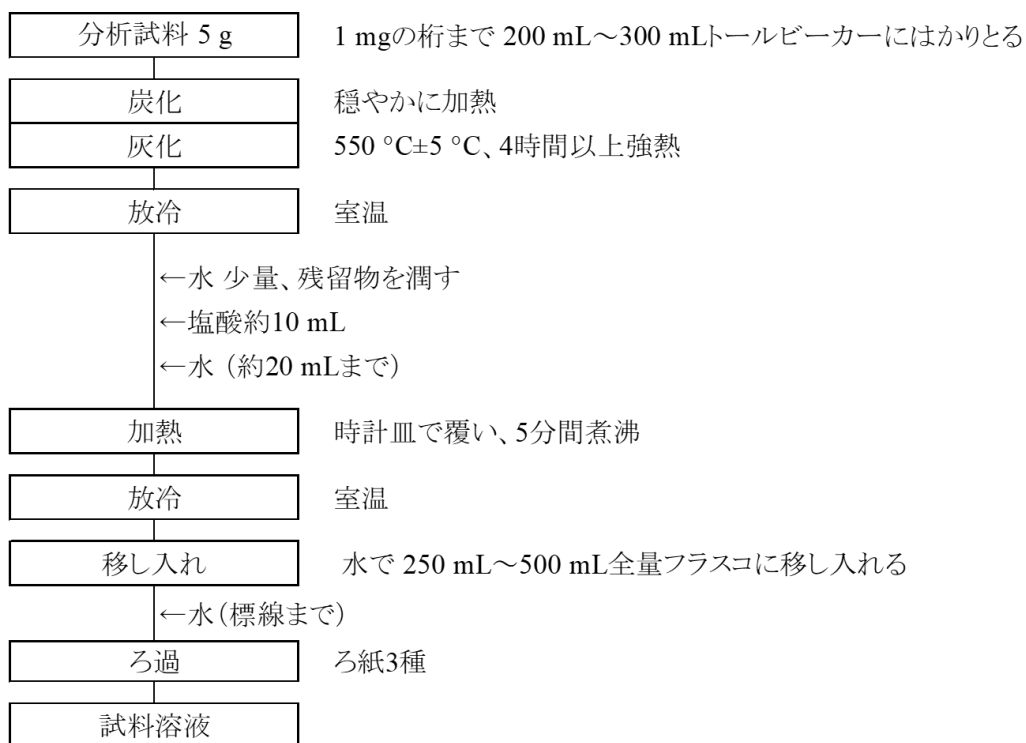 分析試料 5 g 1 mgの桁まで 200 mL～300 mLトールビーカーにはかりとる
炭化 穏やかに加熱
灰化 550 °C±5 °C、4時間以上強熱
放冷 室温
←水 少量、残留物を潤す
←塩酸約10 mL
←水（約20 mLまで）
加熱 時計皿で覆い、5分間煮沸
放冷 室温
移し入れ 水で 250 mL～500 mL全量フラスコに移し入れる
←水（標線まで）
ろ過 ろ紙3種
試料溶液